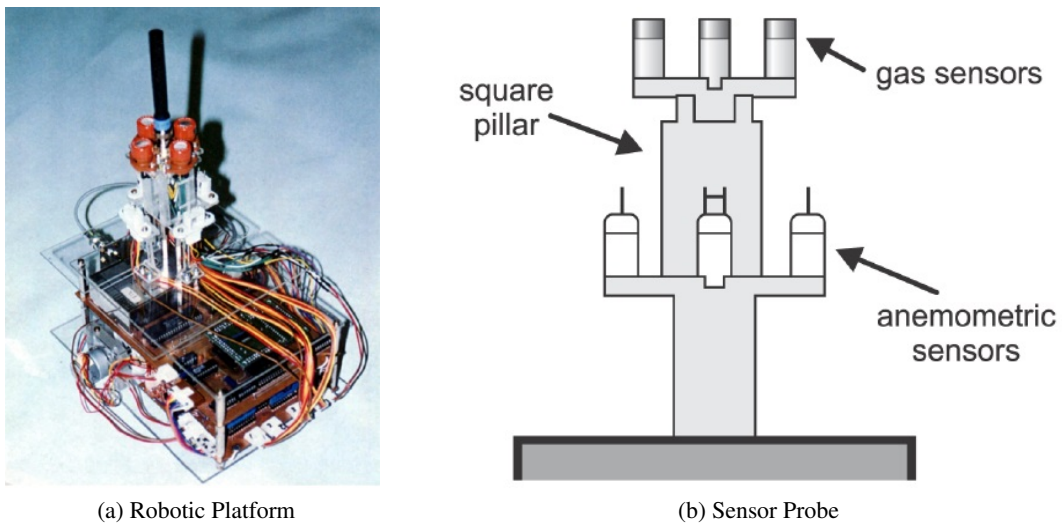 gas sensors
square
pillar
anemometric
sensors
(a) Robotic Platform
(b) Sensor Probe